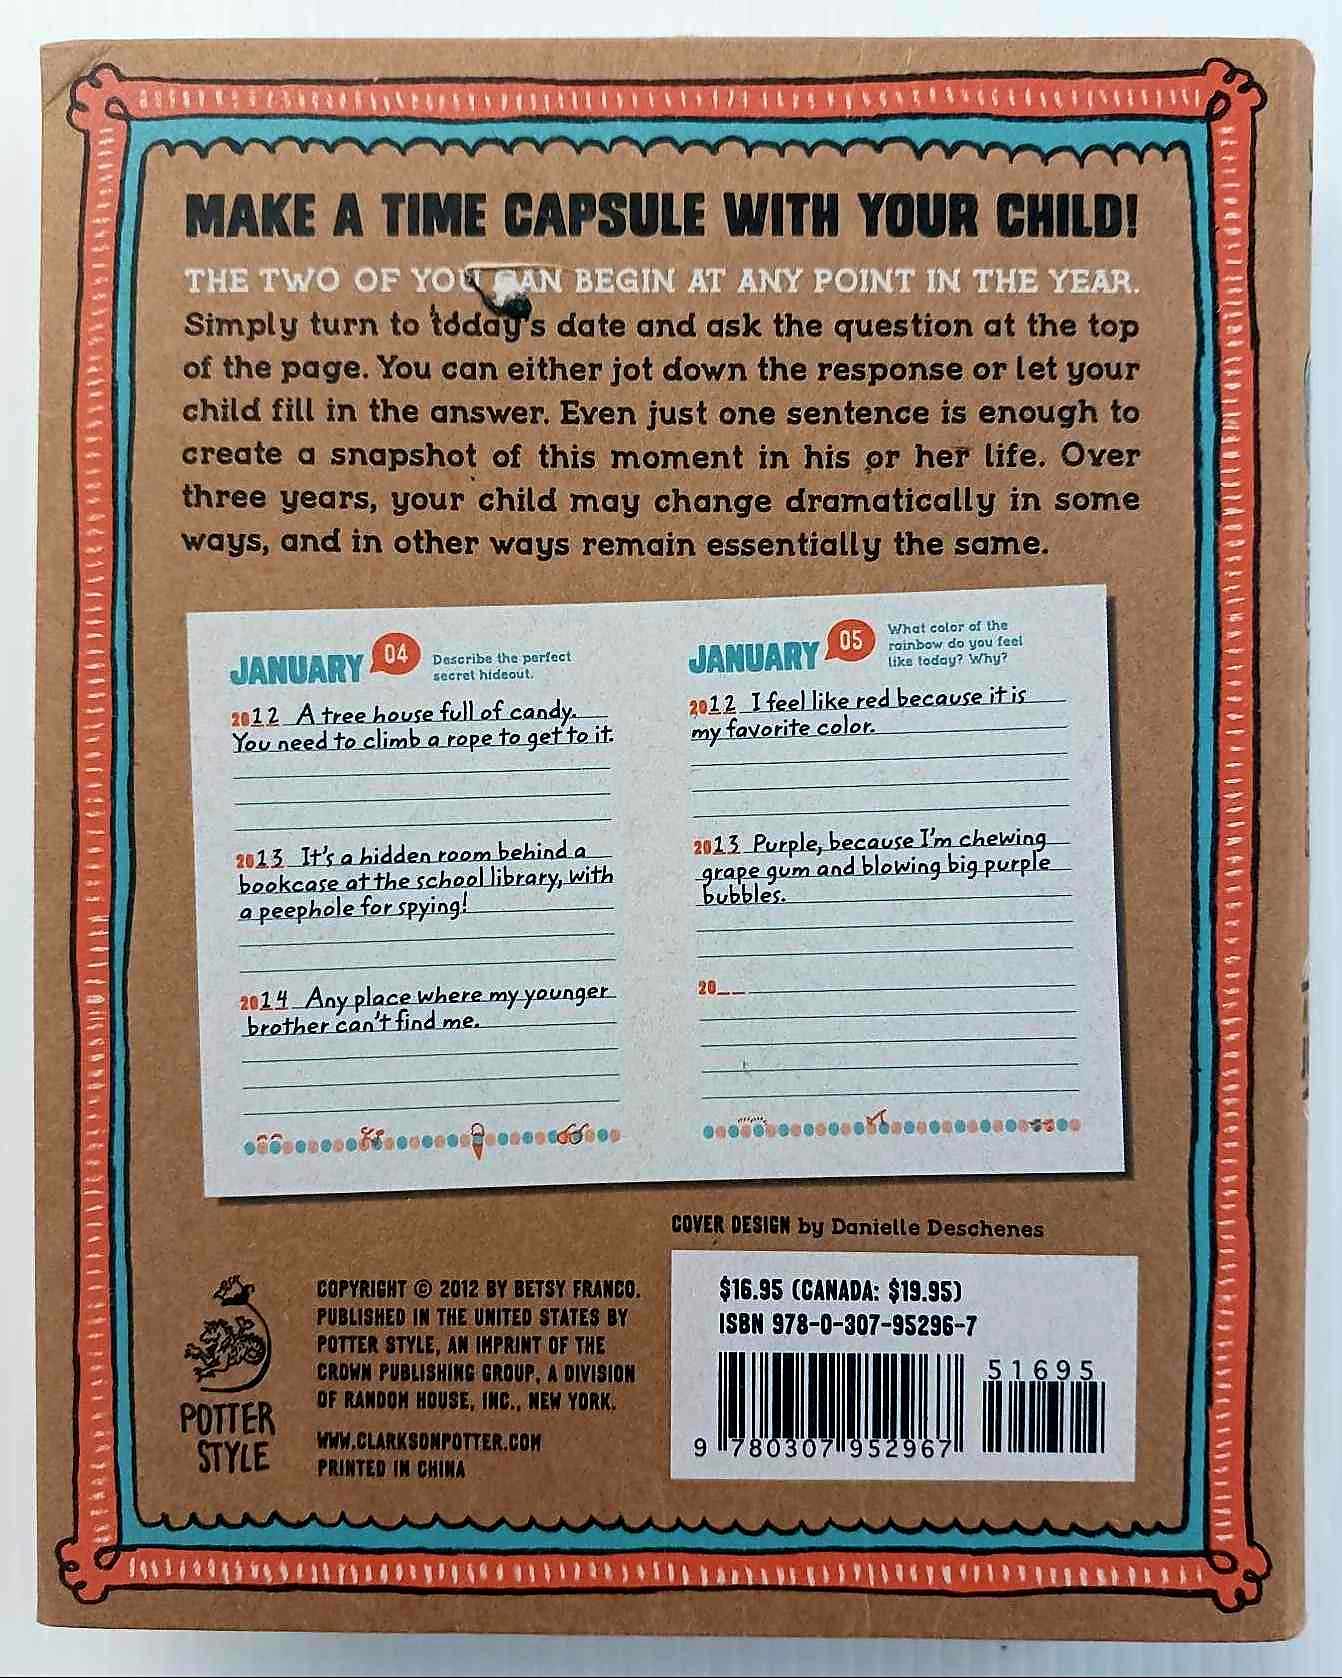 MAKE A TIME CAPSULE WITH YOUR CHILD!
THE TWO OF YOU CAN BEGIN AT ANY POINT IN THE YEAR.
Simply turn to today's date and ask the question at the top
of the page. You can either jot down the response or let your
child fill in the answer. Even just one sentence is enough to
create a snapshot of this moment in his or her life. Over
three years, your child may change dramatically in some
ways, and in other ways remain essentially the same.
JANUARY 04
Describe the perfect
secret hideout.
2012 A tree house full of candy.
You need to climb a rope to get to it.
2013 It's a hidden room behind a
bookcase at the school library, with
a peephole for spying!
2014 Any place where my younger
brother can't find me.
JANUARY 05
What color of the
rainbow do you feel
like today? Why?
2012 I feel like red because it is
my favorite color.
2013 Purple, because I'm chewing
grape gum and blowing big purple
bubbles.
20__
COVER DESIGN by Danielle Deschenes
POTTER
STYLE
COPYRIGHT © 2012 BY BETSY FRANCO.
PUBLISHED IN THE UNITED STATES BY
POTTER STYLE, AN IMPRINT OF THE
CROWN PUBLISHING GROUP, A DIVISION
OF RANDOM HOUSE, INC., NEW YORK.
WWW.CLARKSONPOTTER.COM
PRINTED IN CHINA
$16.95 (CANADA: $19.95)
ISBN 978-0-307-95296-7
51695
9 780307 952967